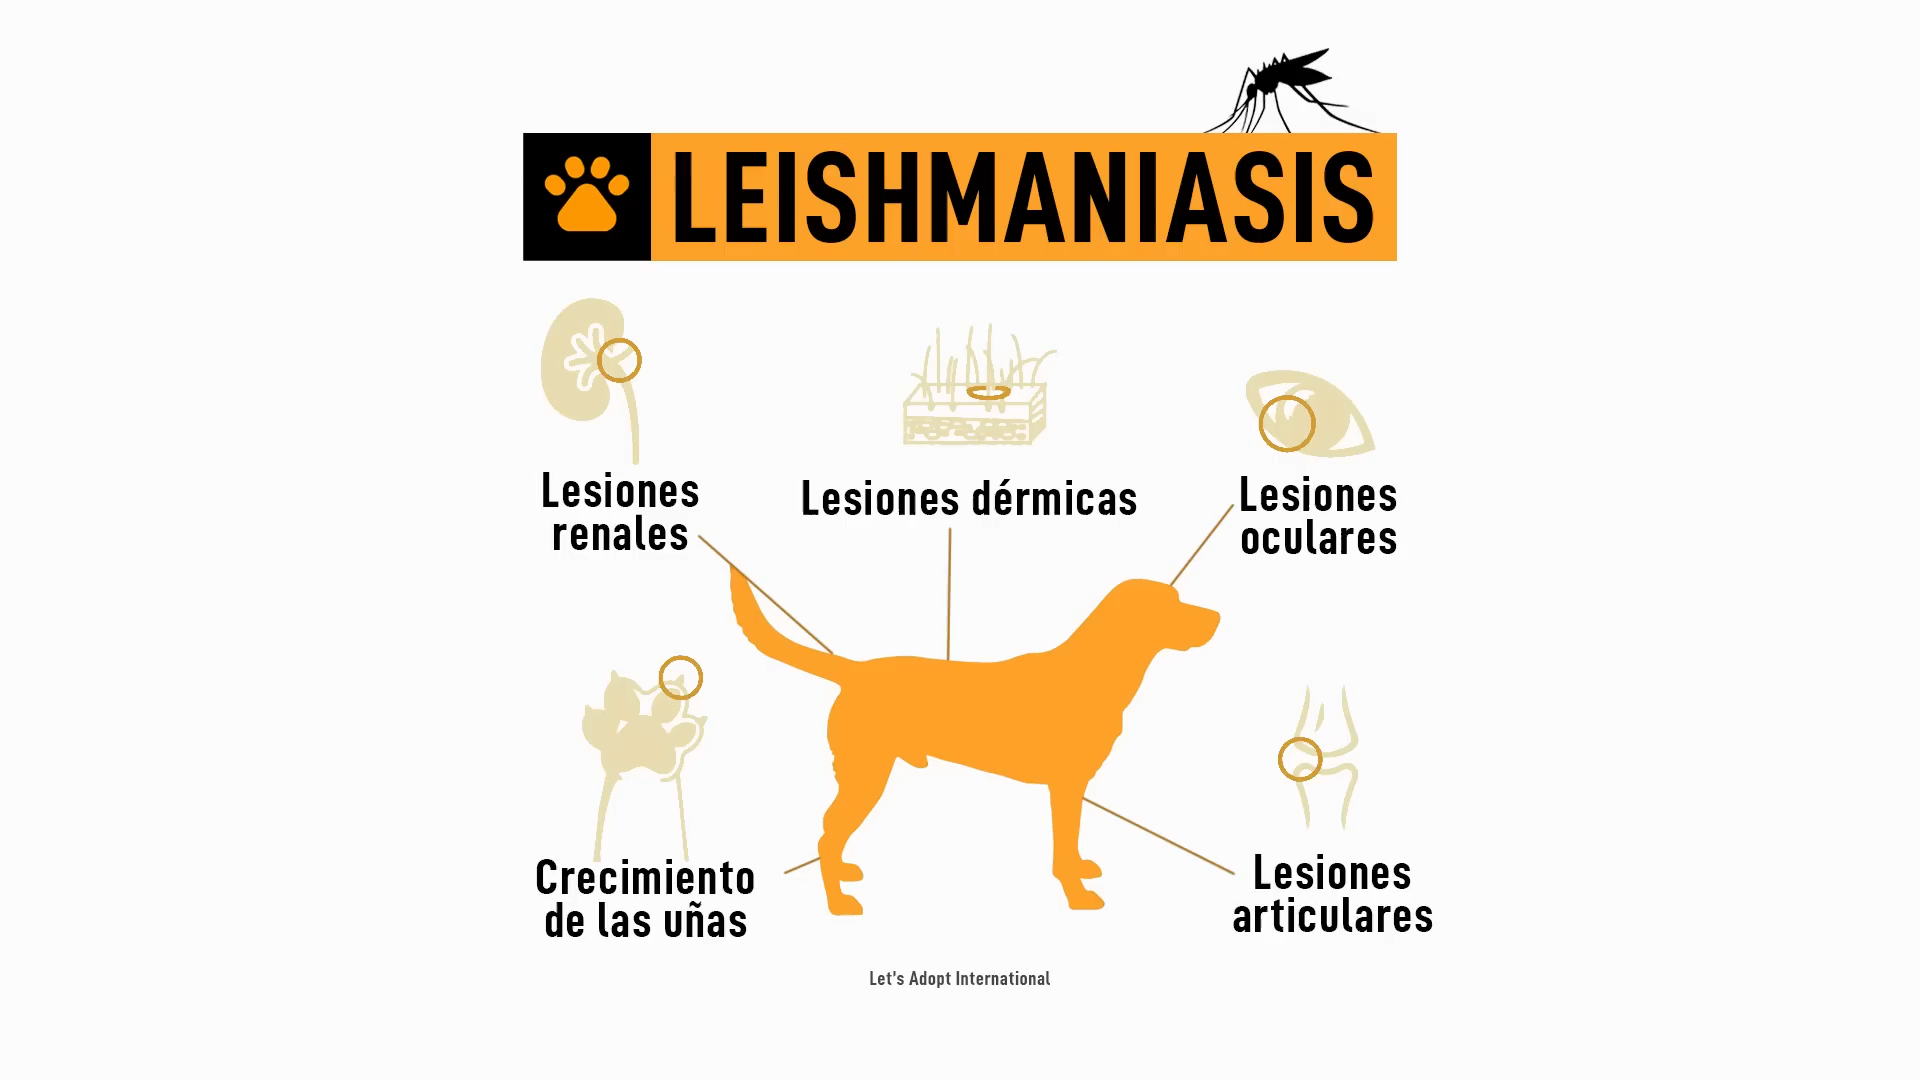 LEISHMANIASIS
Lesiones
renales
Lesiones dérmicas
Lesiones
oculares
Crecimiento
de las uñas
Lesiones
articulares
Let's Adopt International